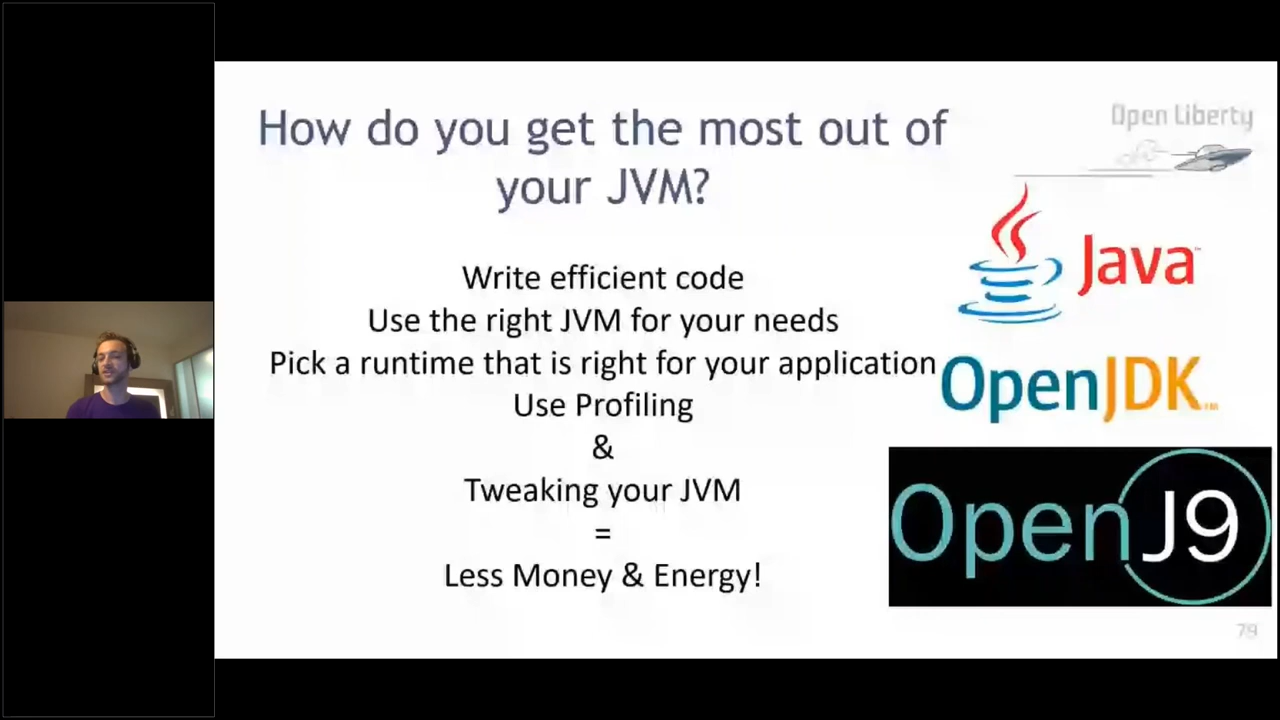 How do you get the most out of
your JVM?
Open Liberty
Write efficient code
Use the right JVM for your needs
Pick a runtime that is right for your application
Use Profiling
&
Tweaking your JVM
=
Less Money & Energy!
Java
OpenJDK
OpenJ9
79